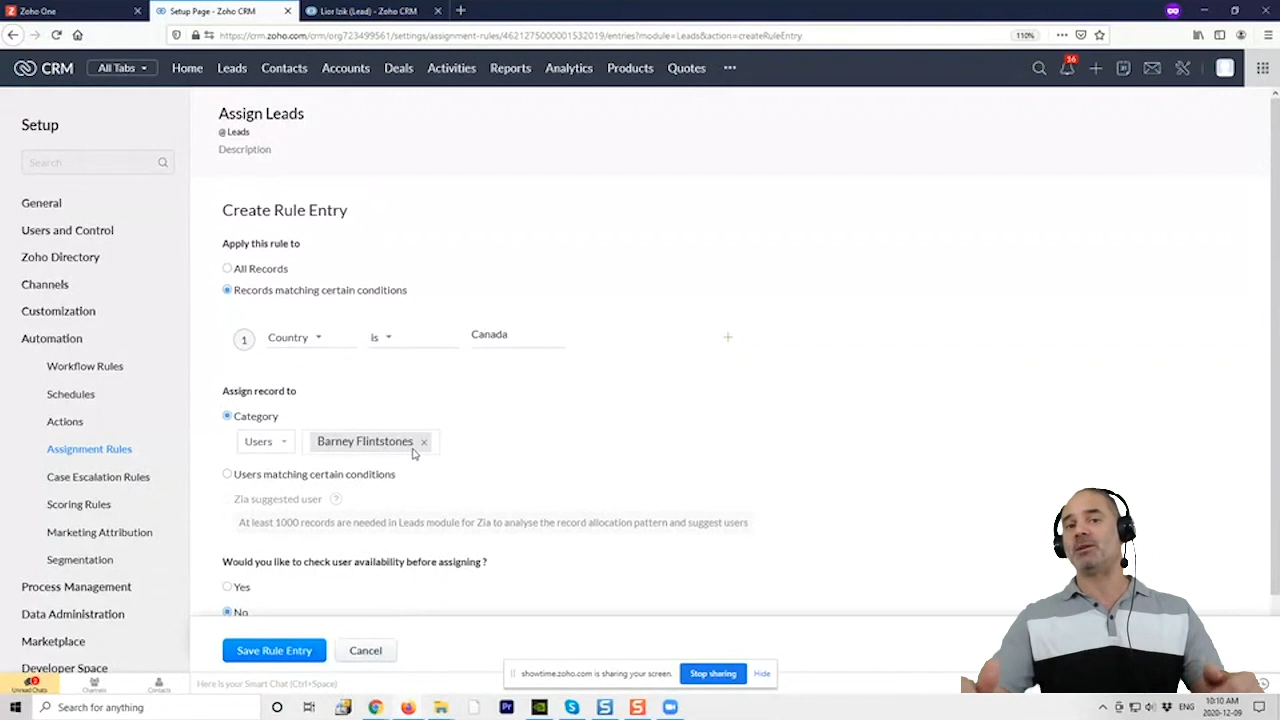 Zoho One
Setup Page - Zoho CRM
Lior Izik (Lead) - Zoho CRM
https://crm.zoho.com/crm/org723499561/settings/assignment-rules/4621275000001532019/entries?module=Leads&action=createRuleEntry
110%
CRM
All Tabs
Home
Leads
Contacts
Accounts
Deals
Activities
Reports
Analytics
Products
Quotes
16
Setup
Search
General
Users and Control
Zoho Directory
Channels
Customization
Automation
Workflow Rules
Schedules
Actions
Assignment Rules
Case Escalation Rules
Scoring Rules
Marketing Attribution
Segmentation
Process Management
Data Administration
Marketplace
Developer Space
Assign Leads
@ Leads
Description
Create Rule Entry
Apply this rule to
All Records
Records matching certain conditions
1
Country
Is
Canada
Assign record to
Category
Users
Barney Flintstones
Users matching certain conditions
Zia suggested user ?
At least 1000 records are needed in Leads module for Zia to analyse the record allocation pattern and suggest users
Would you like to check user availability before assigning ?
Yes
No
Save Rule Entry
Cancel
Unread Chats
Channels
Contacts
Here is your Smart Chat (Ctrl+Space)
showtime.zoho.com is sharing your screen.
Stop sharing
Hide
Search for anything
10:10 AM
2020-12-09